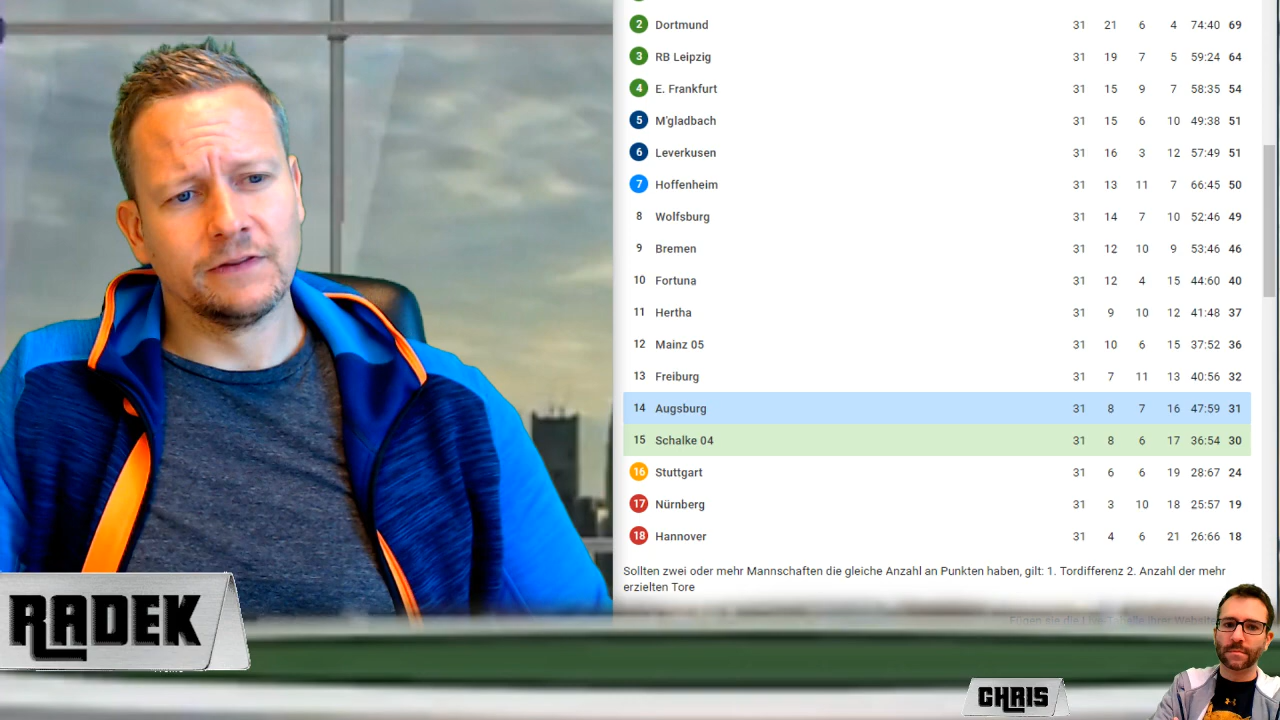 2 Dortmund 31 21 6 4 74:40 69
3 RB Leipzig 31 19 7 5 59:24 64
4 E. Frankfurt 31 15 9 7 58:35 54
5 M'gladbach 31 15 6 10 49:38 51
6 Leverkusen 31 16 3 12 57:49 51
7 Hoffenheim 31 13 11 7 66:45 50
8 Wolfsburg 31 14 7 10 52:46 49
9 Bremen 31 12 10 9 53:46 46
10 Fortuna 31 12 4 15 44:60 40
11 Hertha 31 9 10 12 41:48 37
12 Mainz 05 31 10 6 15 37:52 36
13 Freiburg 31 7 11 13 40:56 32
14 Augsburg 31 8 7 16 47:59 31
15 Schalke 04 31 8 6 17 36:54 30
16 Stuttgart 31 6 6 19 28:67 24
17 Nürnberg 31 3 10 18 25:57 19
18 Hannover 31 4 6 21 26:66 18
Sollten zwei oder mehr Mannschaften die gleiche Anzahl an Punkten haben, gilt: 1. Tordifferenz 2. Anzahl der mehr
erzielten Tore
RADEK
CHRIS